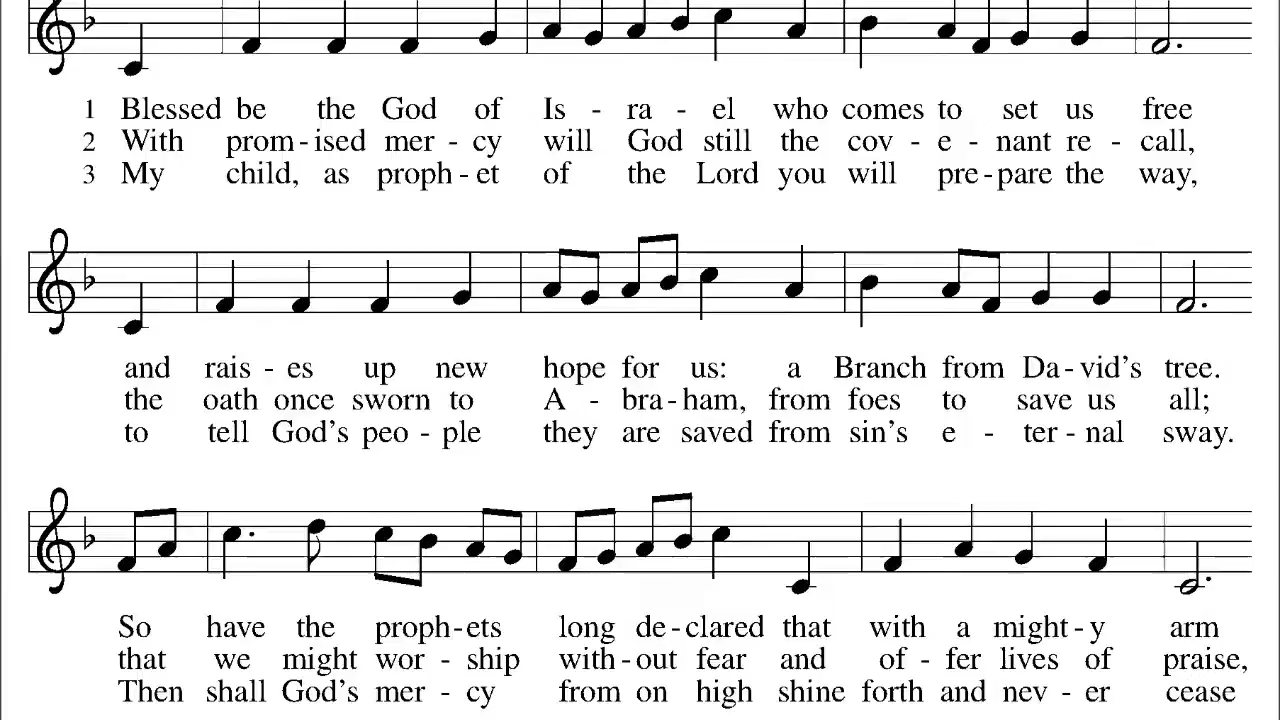 1 Blessed be the God of Is - ra - el who comes to set us free
2 With prom - ised mer - cy will God still the cov - e - nant re - call,
3 My child, as proph - et of the Lord you will pre - pare the way,
and rais - es up new hope for us: a Branch from Da - vid's tree.
the oath once sworn to A - bra - ham, from foes to save us all;
to tell God's peo - ple they are saved from sin's e - ter - nal sway.
So have the proph - ets long de - clared that with a might - y arm
that we might wor - ship with - out fear and of - fer lives of praise,
Then shall God's mer - cy from on high shine forth and nev - er cease